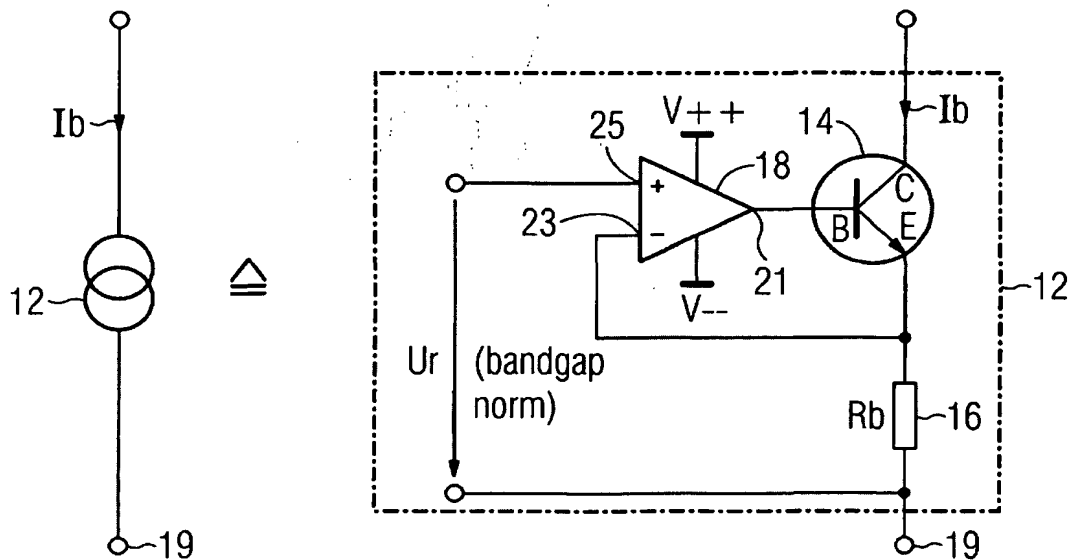 Ib
12
≙
19
Ib
V++
14
25
18
+
23
−
21
V--
B
C
E
12
Ur
(bandgap
norm)
Rb
16
19